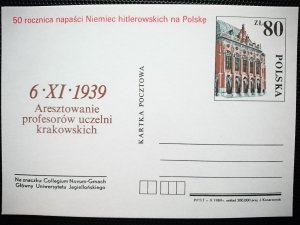 50 rocznica napaści Niemiec hitlerowskich na Polskę
ZŁ 80
POLSKA
6·XI·1939
Aresztowanie
profesorów uczelni
krakowskich
KARTKA POCZTOWA
Na znaczku: Collegium Novum-Gmach
Główny Uniwersytetu Jagiellońskiego